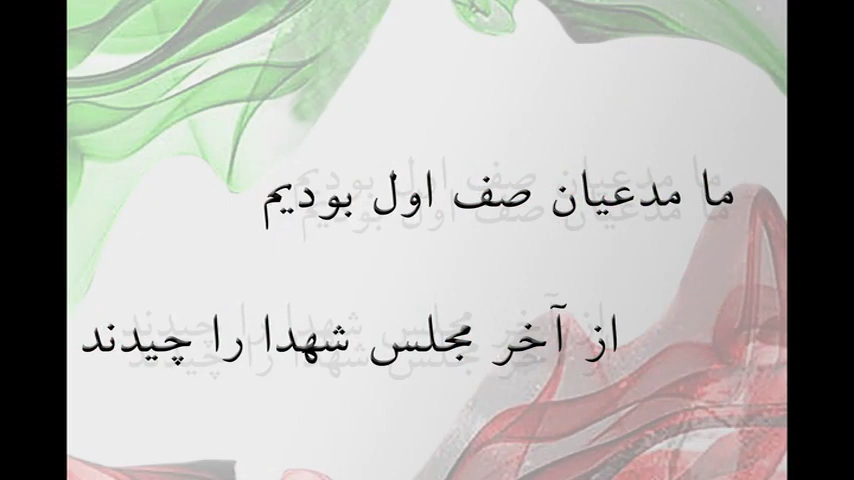 ما مدعیان صف اول بودیم
از آخر مجلس شهدا را چیدند